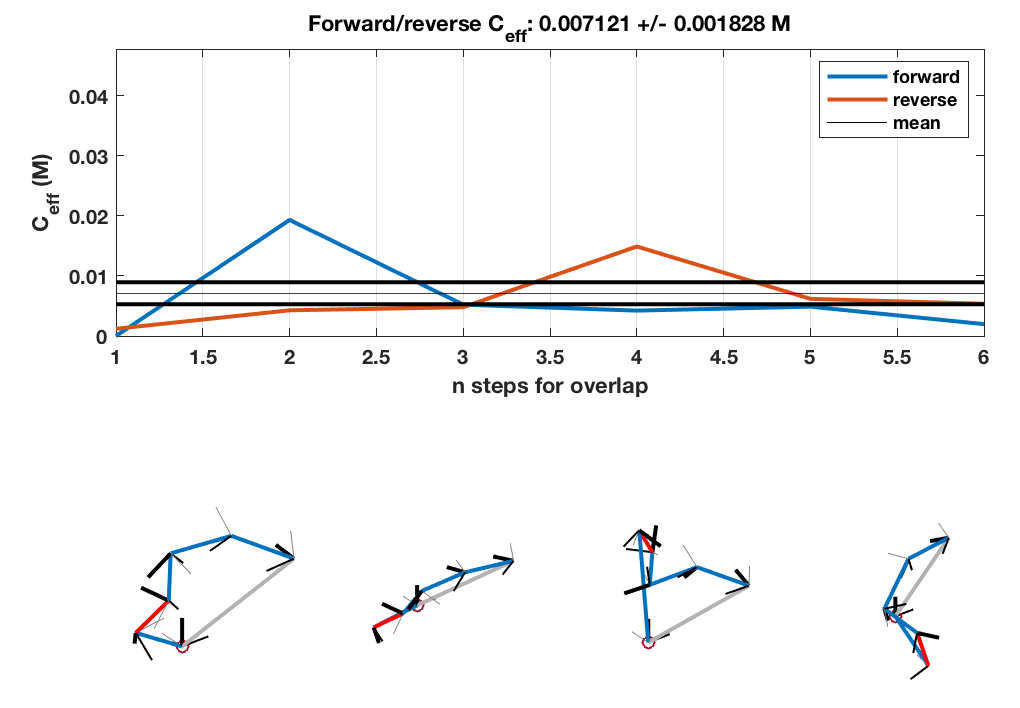 Forward/reverse C_eff: 0.007121 +/- 0.001828 M
forward
reverse
mean
0.04
0.03
0.02
0.01
0
C_eff (M)
1 1.5 2 2.5 3 3.5 4 4.5 5 5.5 6
n steps for overlap